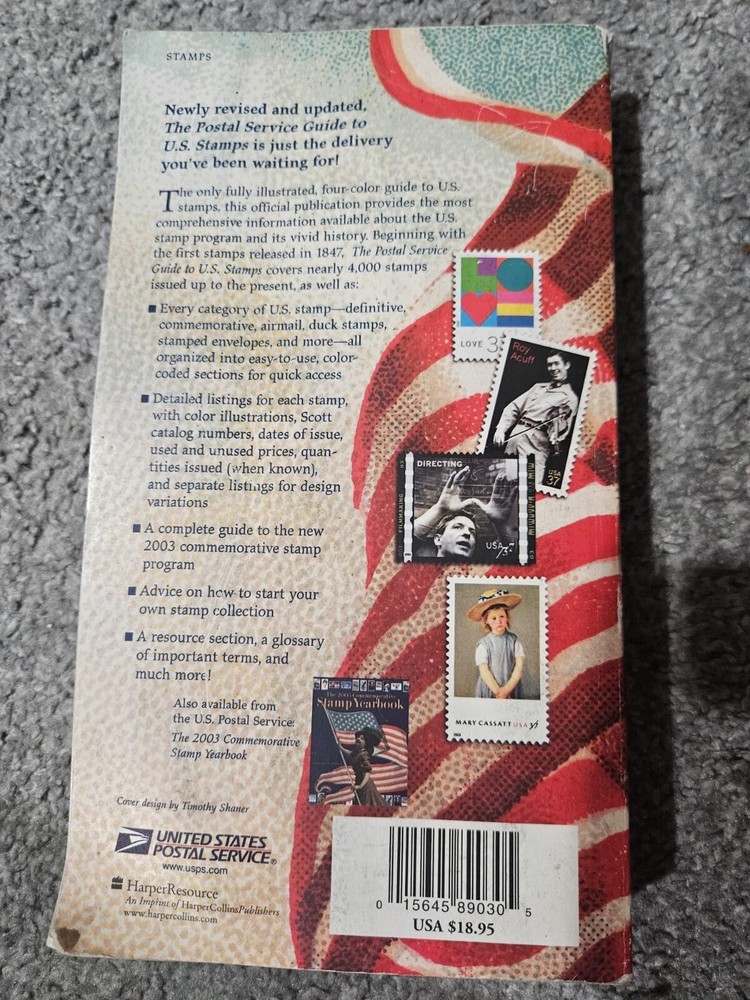 STAMPS
Newly revised and updated,
The Postal Service Guide to
U.S. Stamps is just the delivery
you've been waiting for!
The only fully illustrated, four-color guide to U.S.
stamps, this official publication provides the most
comprehensive information available about the U.S.
stamp program and its vivid history. Beginning with
the first stamps released in 1847, The Postal Service
Guide to U.S. Stamps covers nearly 4,000 stamps
issued up to the present, as well as:
■ Every category of U.S. stamp—definitive,
commemorative, airmail, duck stamps,
stamped envelopes, and more—all
organized into easy-to-use, color-
coded sections for quick access
■ Detailed listings for each stamp,
with color illustrations, Scott
catalog numbers, dates of issue,
used and unused prices, quan-
tities issued (when known),
and separate listings for design
variations
■ A complete guide to the new
2003 commemorative stamp
program
■ Advice on how to start your
own stamp collection
■ A resource section, a glossary
of important terms, and
much more!
Also available from
the U.S. Postal Service:
The 2003 Commemorative
Stamp Yearbook
LOVE 3
Roy
Acuff
USA
37
DIRECTING
FILMMAKING
USA 37
MARY CASSATT USA 37
2003
The 2003 Commemorative
Stamp Yearbook
Cover design by Timothy Shaner
UNITED STATES
POSTAL SERVICE®
www.usps.com
HarperResource
An Imprint of HarperCollinsPublishers
www.harpercollins.com
0 15645 89030 5
USA $18.95